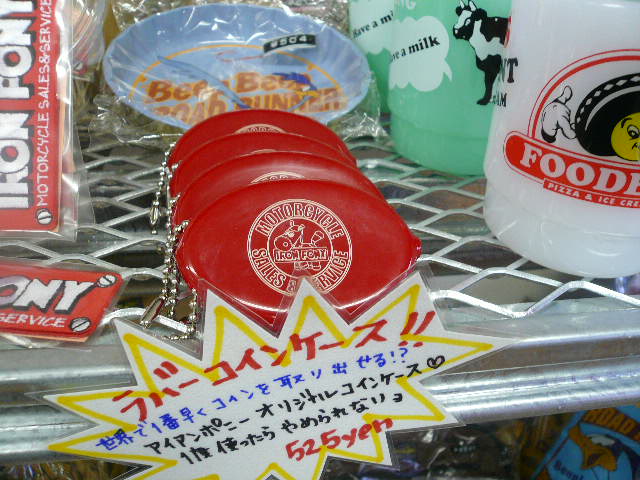 IRON PONY
MOTORCYCLE SALES & SERVICE
#504
Beep Beep
ROAD RUNNER
Have a milk
have a milk
FOODE
PIZZA & ICE CRE
MOTORCYCLE
IRON PONY
SALES & SERVICE
ONY
SERVICE
ラバーコインケース!!
世界で1番早くコインを取り出せる!?
アイアンポニー オリジナルコインケース♡
1度使ったらやめられないョ
525yen